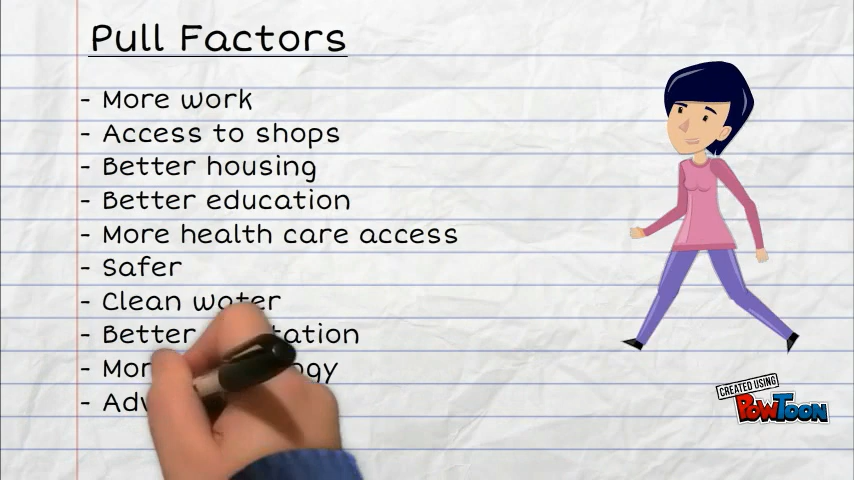 Pull Factors
- More work
- Access to shops
- Better housing
- Better education
- More health care access
- Safer
- Clean water
- Better
-
-
CREATED USING
POWTOON